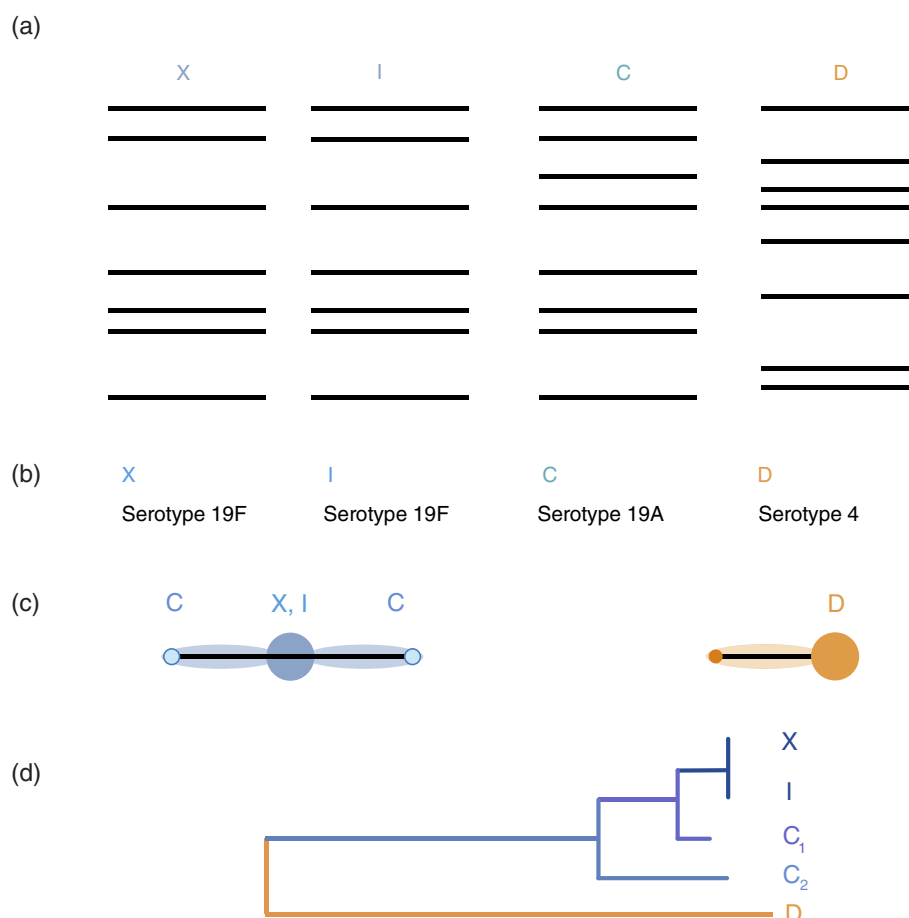 (a)
X I C D
(b)
X I C D
Serotype 19F Serotype 19F Serotype 19A Serotype 4
(c)
C X, I C D
(d)
X
I
C₁
C₂
D